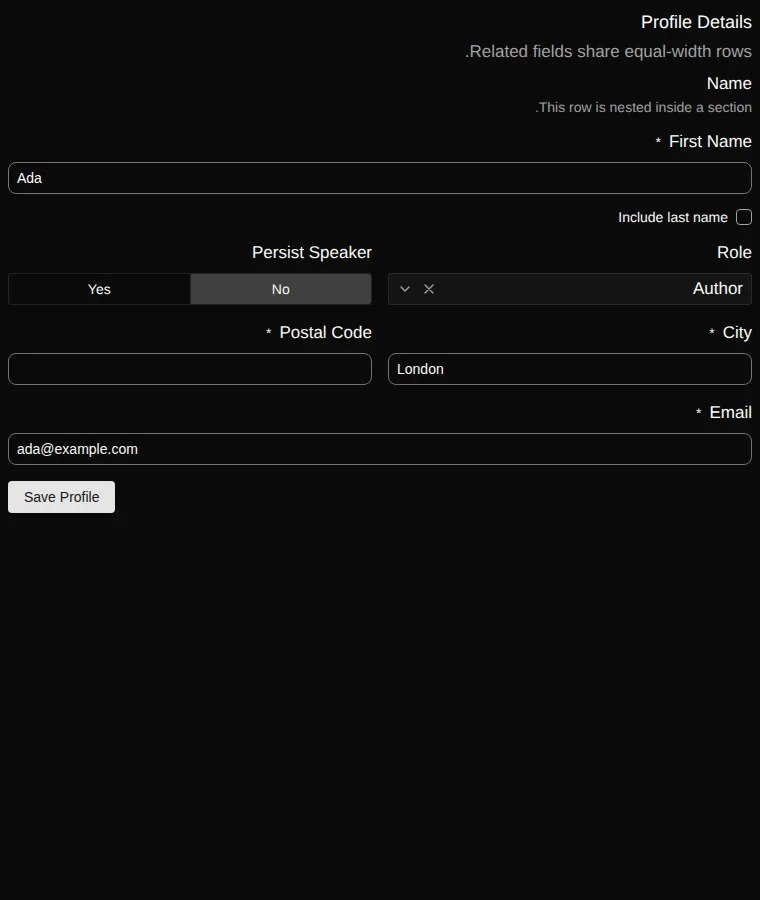 Profile Details
.Related fields share equal-width rows
Name
.This row is nested inside a section
* First Name
Ada
Include last name
Role
Persist Speaker
Author
No
Yes
* City
* Postal Code
London
* Email
ada@example.com
Save Profile